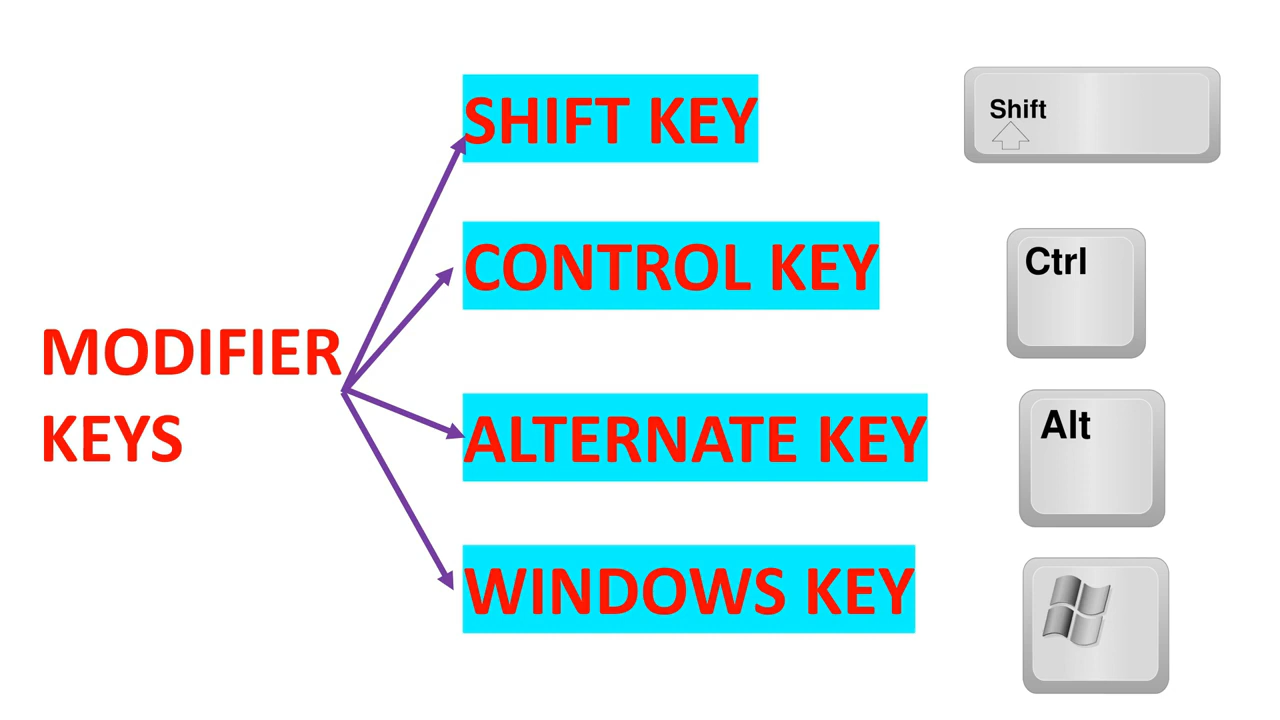 SHIFT KEY
Shift
CONTROL KEY
Ctrl
MODIFIER
KEYS
ALTERNATE KEY
Alt
WINDOWS KEY